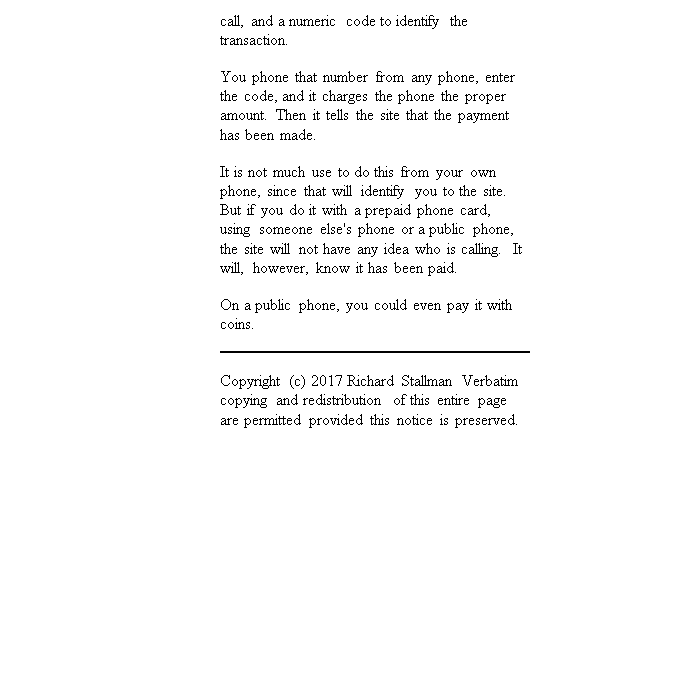 call, and a numeric code to identify the
transaction.
You phone that number from any phone, enter
the code, and it charges the phone the proper
amount. Then it tells the site that the payment
has been made.
It is not much use to do this from your own
phone, since that will identify you to the site.
But if you do it with a prepaid phone card,
using someone else's phone or a public phone,
the site will not have any idea who is calling. It
will, however, know it has been paid.
On a public phone, you could even pay it with
coins.
Copyright (c) 2017 Richard Stallman Verbatim
copying and redistribution of this entire page
are permitted provided this notice is preserved.